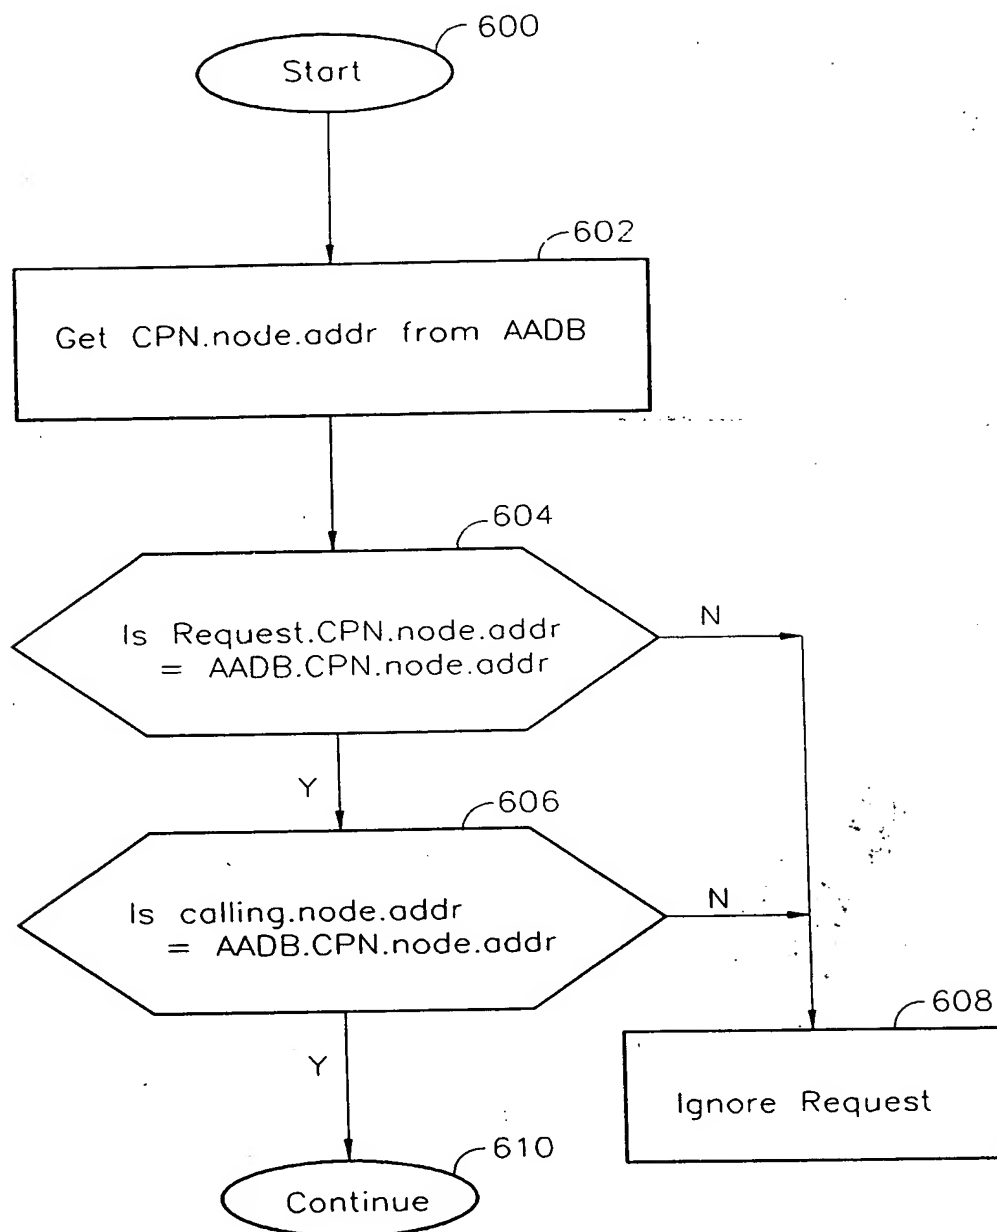 600
Start
602
Get CPN.node.addr from AADB
604
Is Request.CPN.node.addr
= AADB.CPN.node.addr
N
Y
606
Is calling.node.addr
= AADB.CPN.node.addr
N
Y
608
Ignore Request
610
Continue